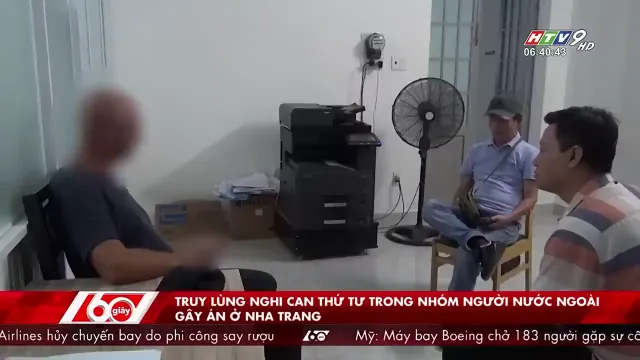 HTV9 HD
06:40:43
60 giây
TRUY LÙNG NGHI CAN THỨ TƯ TRONG NHÓM NGƯỜI NƯỚC NGOÀI
GÂY ÁN Ở NHA TRANG
Airlines hủy chuyến bay do phi công say rượu Mỹ: Máy bay Boeing chở 183 người gặp sự